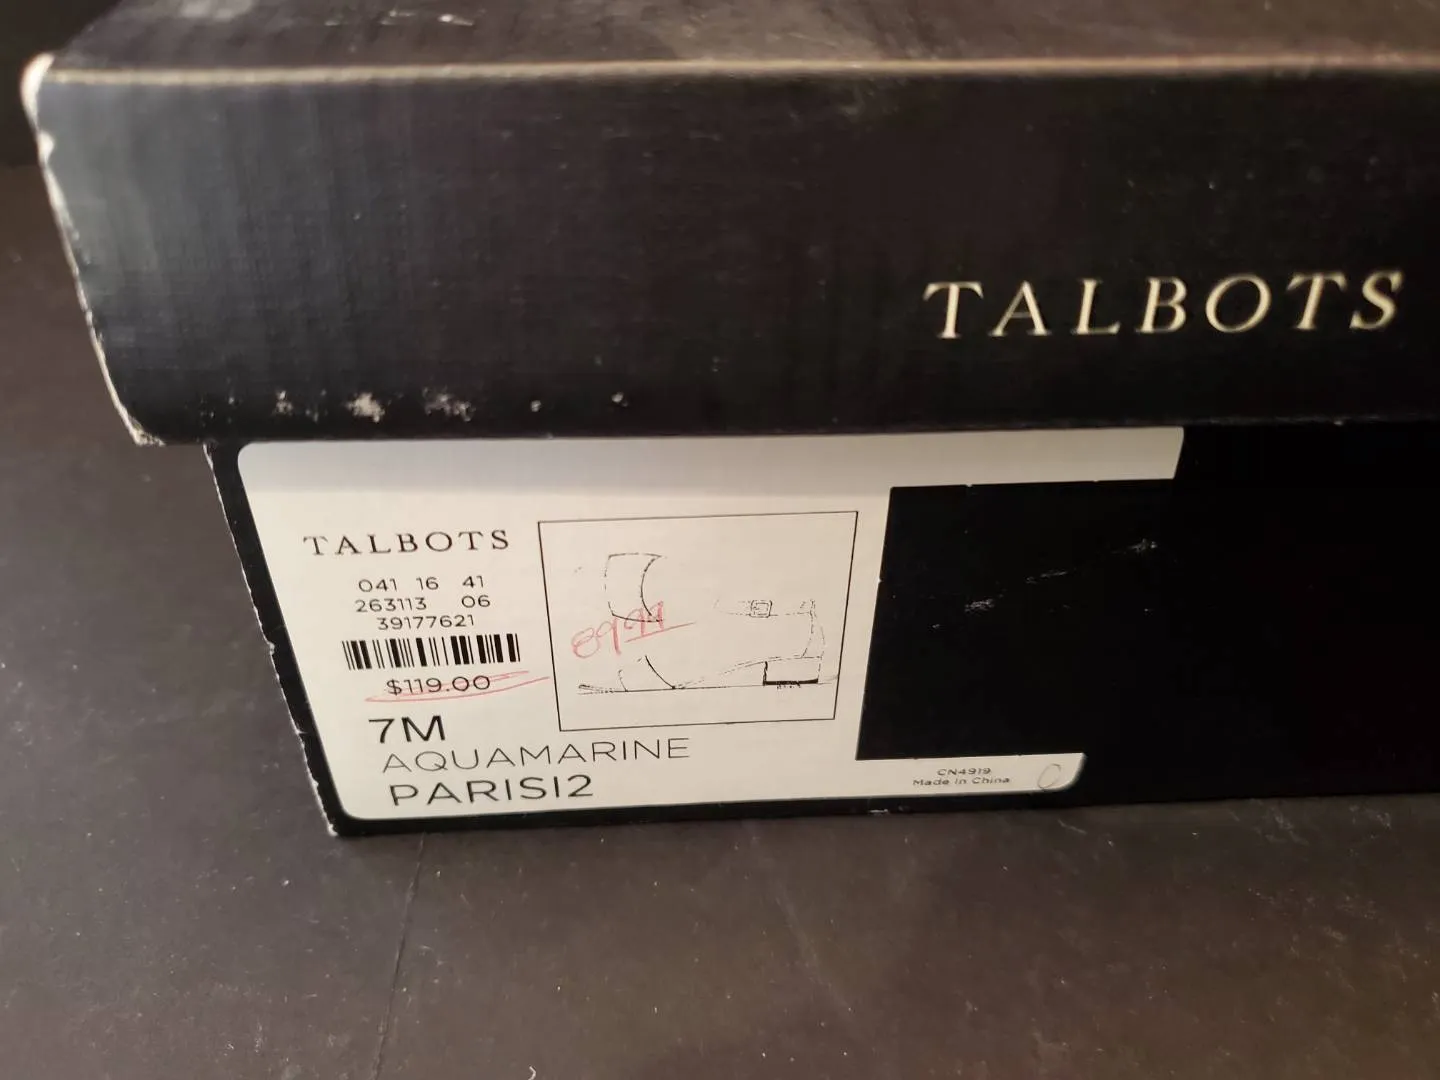 TALBOTS
TALBOTS
041 16 41
263113 06
39177621
$119.00
89.99
7M
AQUAMARINE
PARISI2
CN4919
Made in China
C